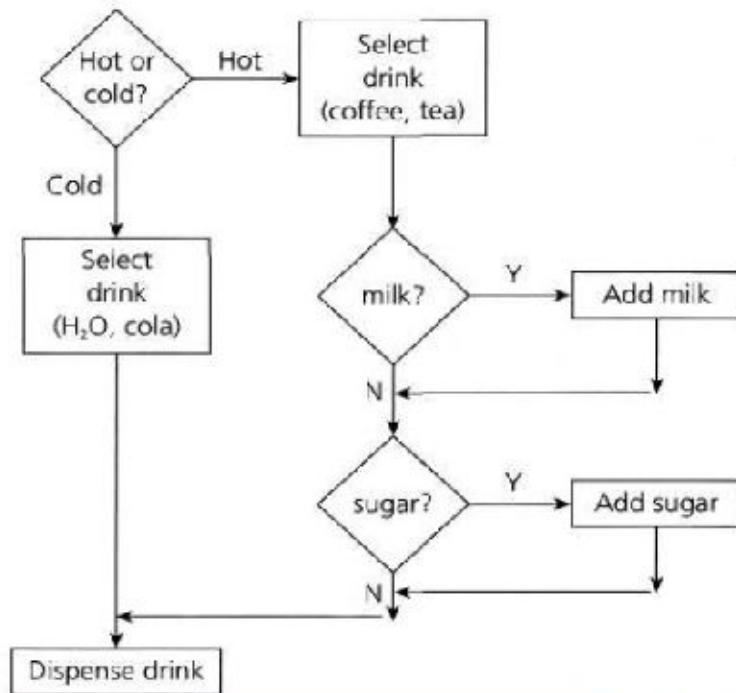 Hot or
cold?
Hot
Select
drink
(coffee, tea)
Cold
Select
drink
(H₂O, cola)
milk?
Y
Add milk
N
sugar?
Y
Add sugar
N
Dispense drink